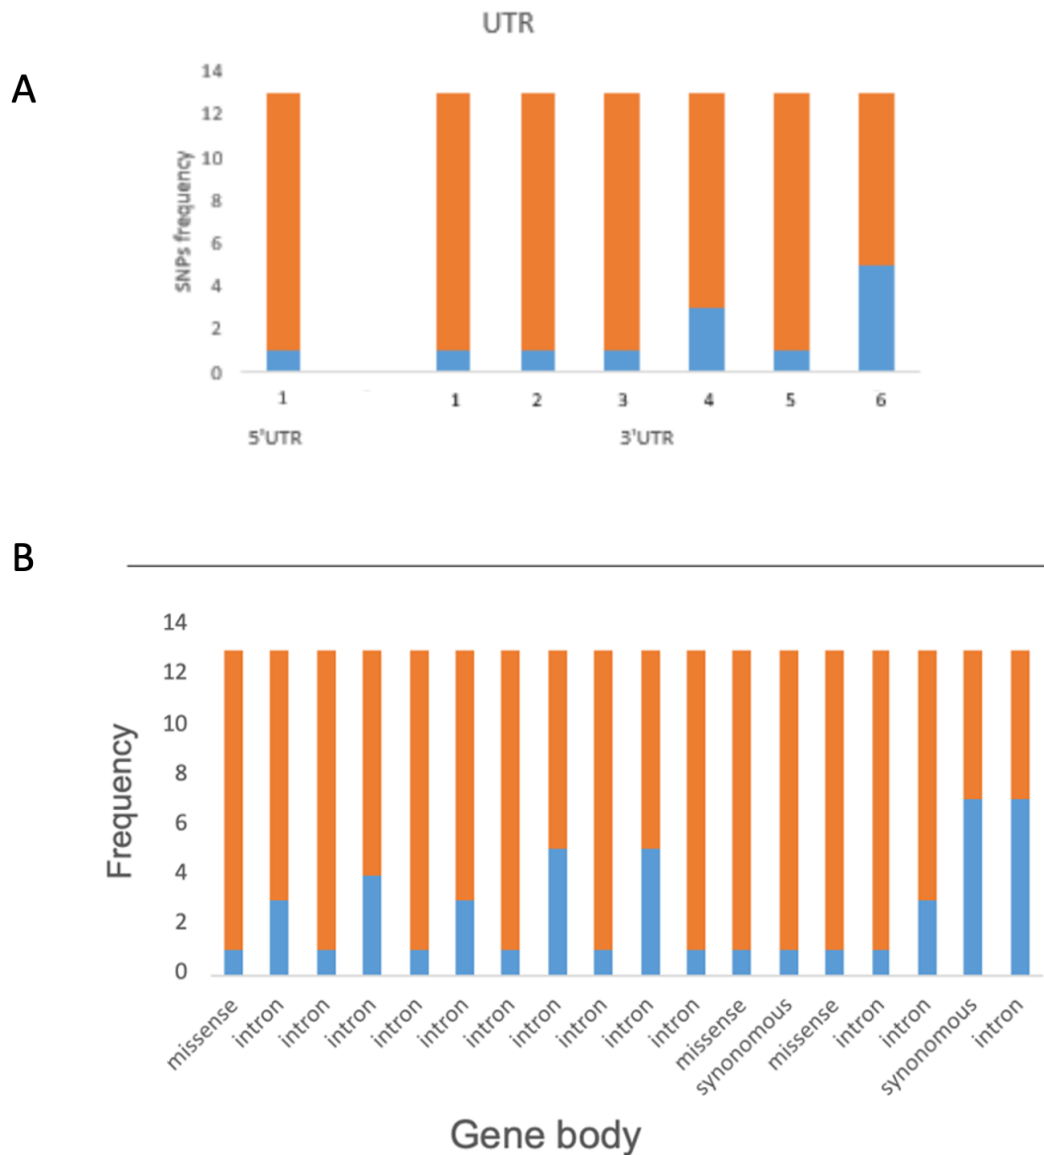 UTR
A
SNPs frequency
14
12
10
8
6
4
2
0
1
1 2 3 4 5 6
5'UTR
3'UTR
B
Frequency
14
12
10
8
6
4
2
0
missense
intron
intron
intron
intron
intron
intron
intron
intron
intron
intron
missense
synonomous
missense
intron
intron
synonomous
intron
Gene body